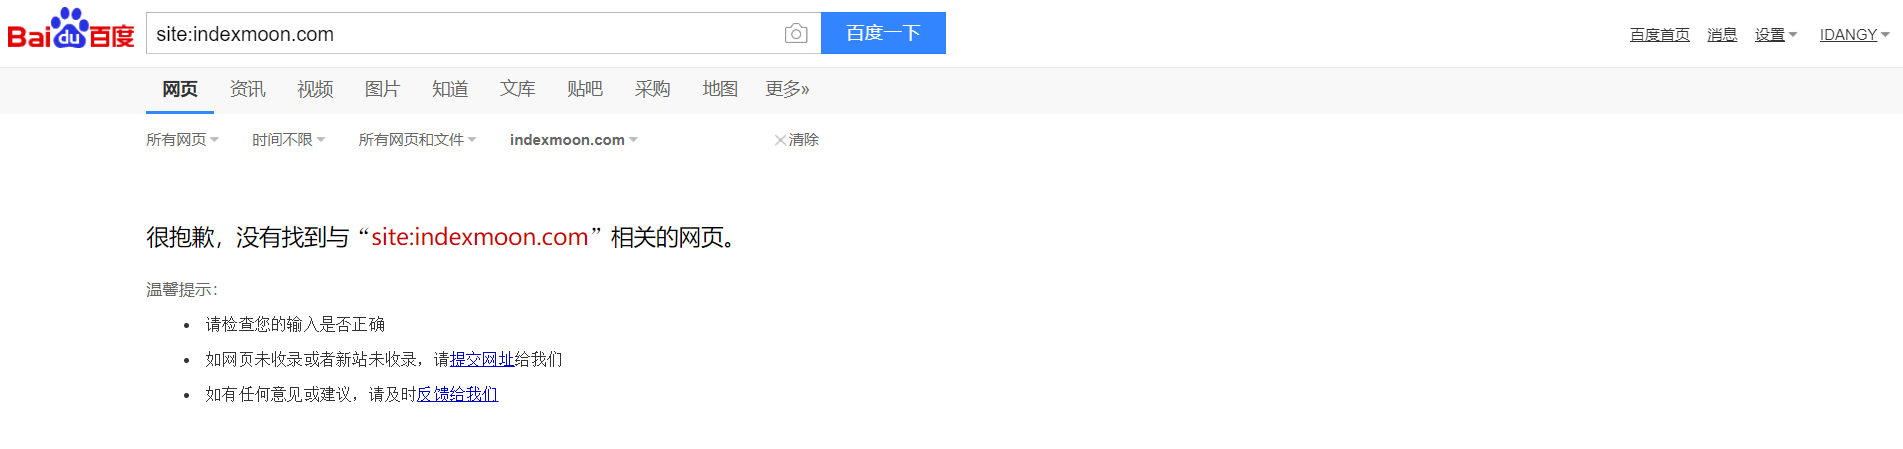 Baidu百度 site:indexmoon.com 百度一下 百度首页 消息 设置 IDANGY
网页 资讯 视频 图片 知道 文库 贴吧 采购 地图 更多»
所有网页 时间不限 所有网页和文件 indexmoon.com 清除
很抱歉，没有找到与“site:indexmoon.com”相关的网页。
温馨提示：
请检查您的输入是否正确
如网页未收录或者新站未收录，请提交网址给我们
如有任何意见或建议，请及时反馈给我们